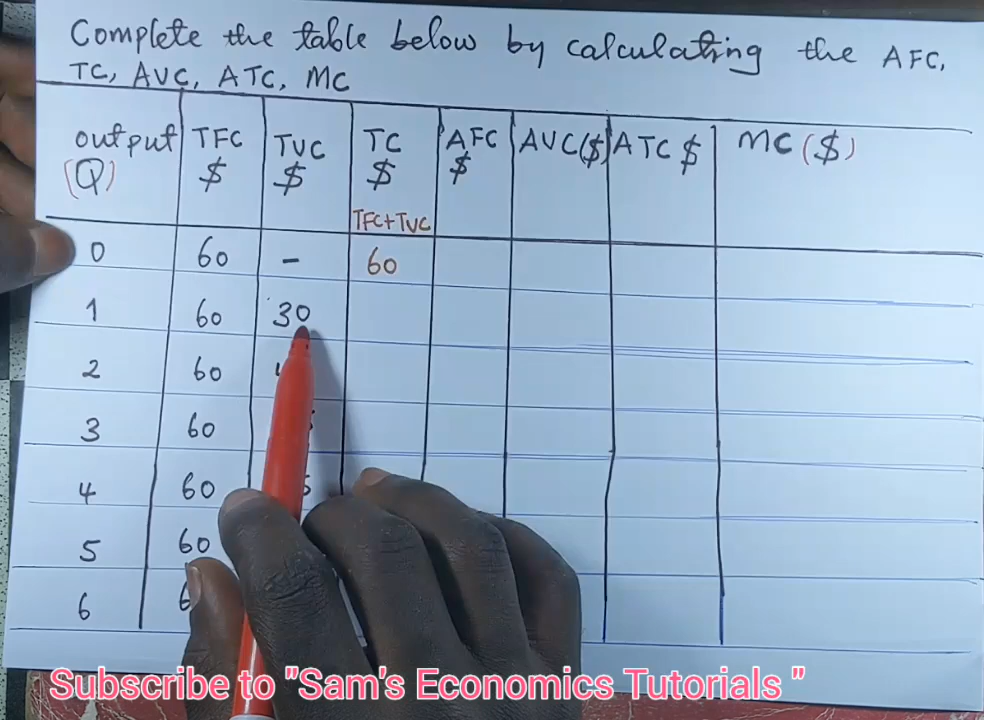 Complete the table below by calculating the AFC,
TC, AVC, ATC, MC
output (Q) TFC $ TVC $ TC $ TFC+TVC AFC $ AVC($) ATC $ MC ($)
0 60 - 60
1 60 30
2 60
3 60
4 60
5 60
6
Subscribe to "Sam's Economics Tutorials "